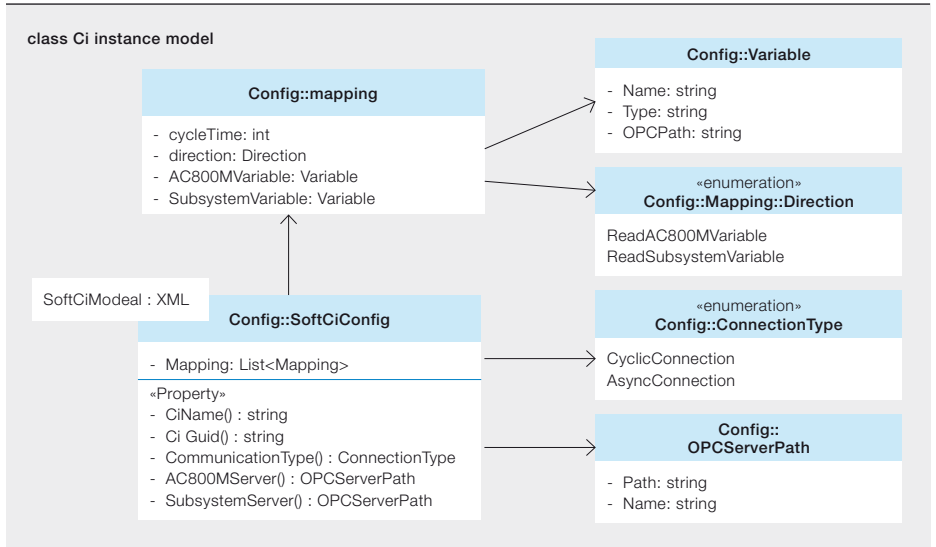 class Ci instance model
Config::mapping
- cycleTime: int
- direction: Direction
- AC800MVariable: Variable
- SubsystemVariable: Variable
Config::Variable
- Name: string
- Type: string
- OPCPath: string
«enumeration»
Config::Mapping::Direction
ReadAC800MVariable
ReadSubsystemVariable
SoftCiModeal : XML
Config::SoftCiConfig
- Mapping: List<Mapping>
«Property»
- CiName() : string
- Ci Guid() : string
- CommunicationType() : ConnectionType
- AC800MServer() : OPCServerPath
- SubsystemServer() : OPCServerPath
«enumeration»
Config::ConnectionType
CyclicConnection
AsyncConnection
Config::
OPCServerPath
- Path: string
- Name: string